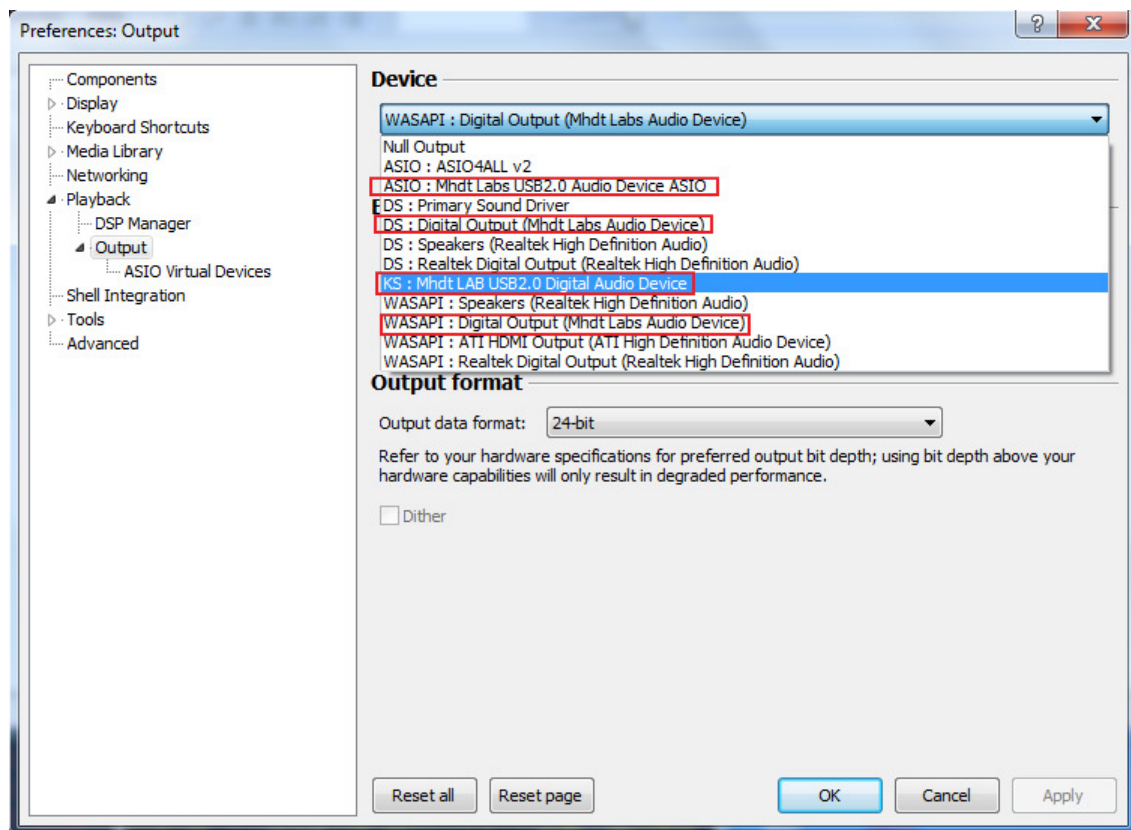 Preferences: Output
Components
Display
Keyboard Shortcuts
Media Library
Networking
Playback
DSP Manager
Output
ASIO Virtual Devices
Shell Integration
Tools
Advanced
Device
WASAPI : Digital Output (Mhdt Labs Audio Device)
Null Output
ASIO : ASIO4ALL v2
ASIO : Mhdt Labs USB2.0 Audio Device ASIO
DS : Primary Sound Driver
DS : Digital Output (Mhdt Labs Audio Device)
DS : Speakers (Realtek High Definition Audio)
DS : Realtek Digital Output (Realtek High Definition Audio)
KS : Mhdt LAB USB2.0 Digital Audio Device
WASAPI : Speakers (Realtek High Definition Audio)
WASAPI : Digital Output (Mhdt Labs Audio Device)
WASAPI : ATI HDMI Output (ATI High Definition Audio Device)
WASAPI : Realtek Digital Output (Realtek High Definition Audio)
Output format
Output data format: 24-bit
Refer to your hardware specifications for preferred output bit depth; using bit depth above your
hardware capabilities will only result in degraded performance.
Dither
Reset all Reset page OK Cancel Apply